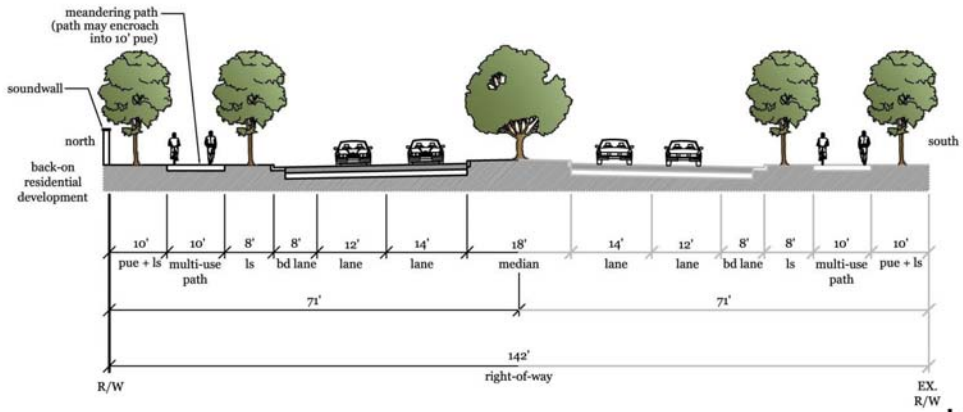 meandering path
(path may encroach
into 10' pue)
soundwall
north
south
back-on
residential
development
10' 10' 8' 8' 12' 14' 18' 14' 12' 8' 8' 10' 10'
pue + ls multi-use ls bd lane lane lane median lane lane bd lane ls multi-use pue + ls
path path
71' 71'
142'
right-of-way
R/W EX.
R/W